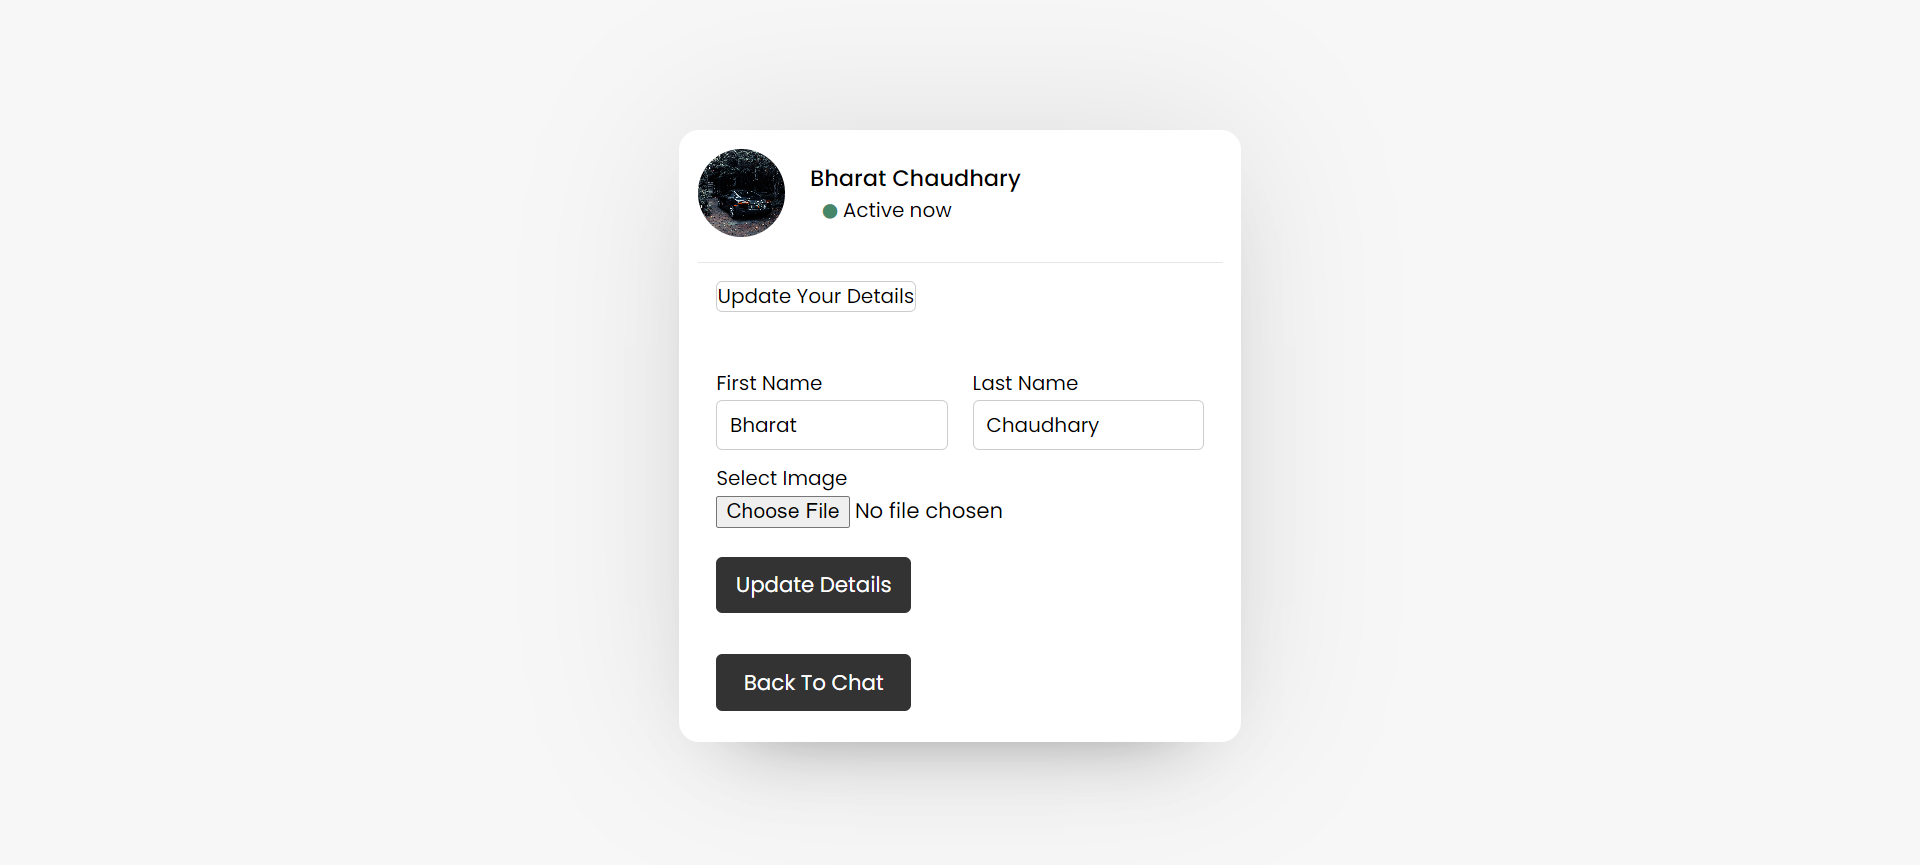 Bharat Chaudhary
Active now
Update Your Details
First Name Last Name
Bharat Chaudhary
Select Image
Choose File No file chosen
Update Details
Back To Chat